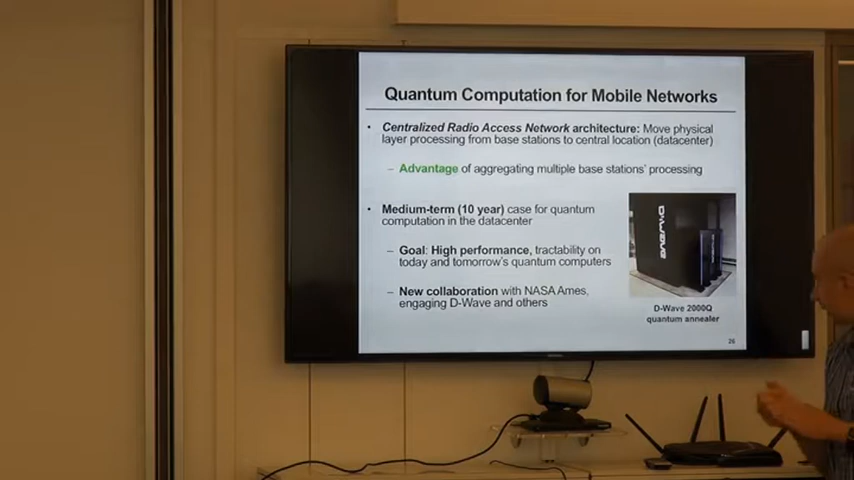 Quantum Computation for Mobile Networks
• Centralized Radio Access Network architecture: Move physical
layer processing from base stations to central location (datacenter)
– Advantage of aggregating multiple base stations' processing
• Medium-term (10 year) case for quantum
computation in the datacenter
– Goal: High performance, tractability on
today and tomorrow's quantum computers
– New collaboration with NASA Ames,
engaging D-Wave and others
D:WAVE
D-Wave 2000Q
quantum annealer
26